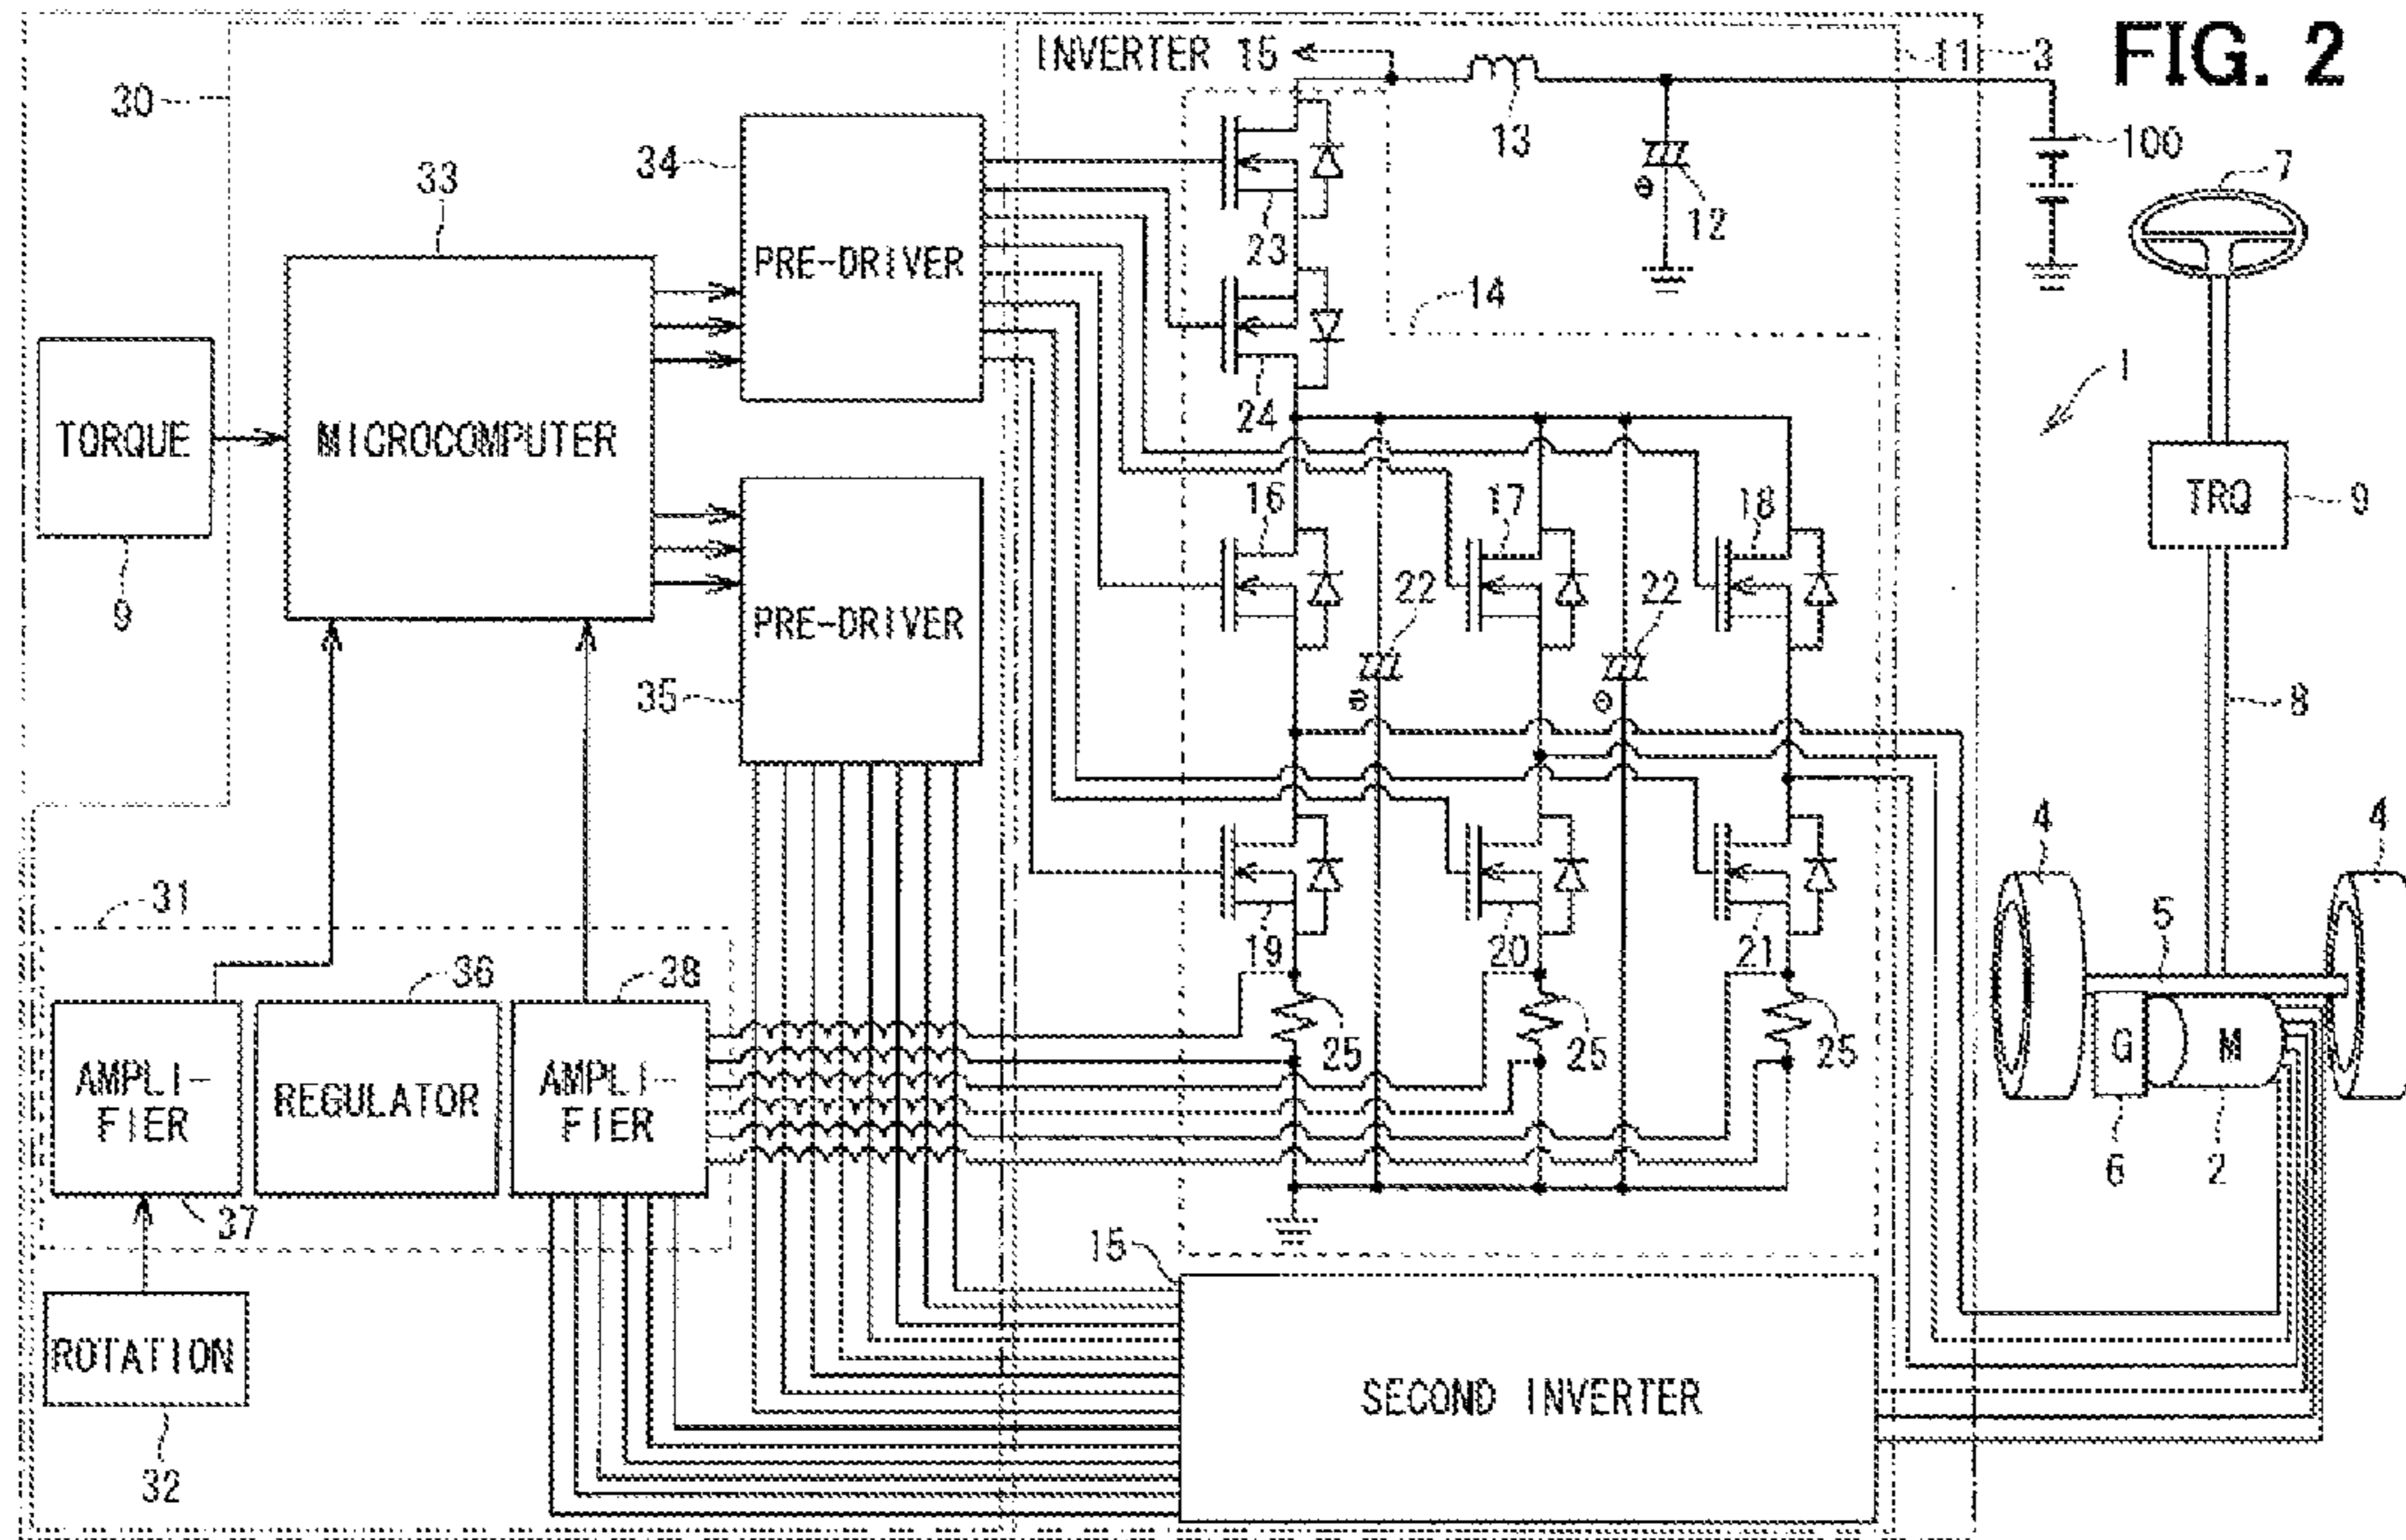 FIG. 2
INVERTER 15
11
3
30
13
100
34
12
7
33
PRE-DRIVER
23
14
1
TORQUE
MICROCOMPUTER
24
TRQ
9
16
17
18
9
22
22
PRE-DRIVER
35
8
4
4
31
19
20
21
5
36
38
AMPLI-
FIER
REGULATOR
AMPLI-
FIER
25
25
25
G
M
6
2
37
15
ROTATION
SECOND INVERTER
32